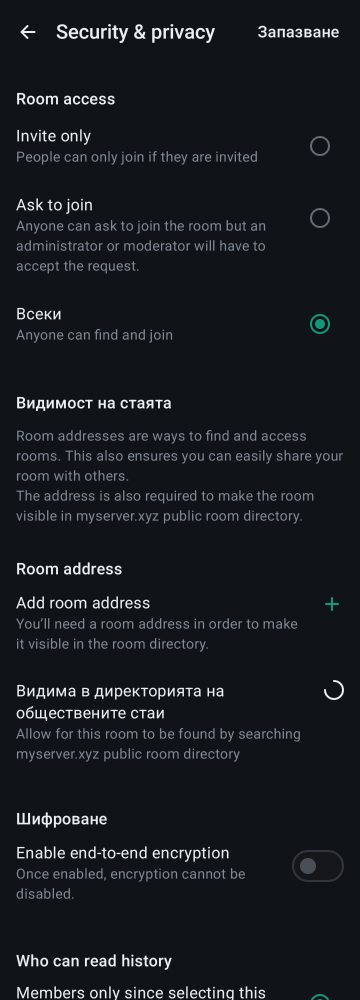 Security & privacy
Запазване
Room access
Invite only
People can only join if they are invited
Ask to join
Anyone can ask to join the room but an
administrator or moderator will have to
accept the request.
Всеки
Anyone can find and join
Видимост на стаята
Room addresses are ways to find and access
rooms. This also ensures you can easily share your
room with others.
The address is also required to make the room
visible in myserver.xyz public room directory.
Room address
Add room address
You'll need a room address in order to make
it visible in the room directory.
Видима в директорията на
обществените стаи
Allow for this room to be found by searching
myserver.xyz public room directory
Шифроване
Enable end-to-end encryption
Once enabled, encryption cannot be
disabled.
Who can read history
Members only since selecting this